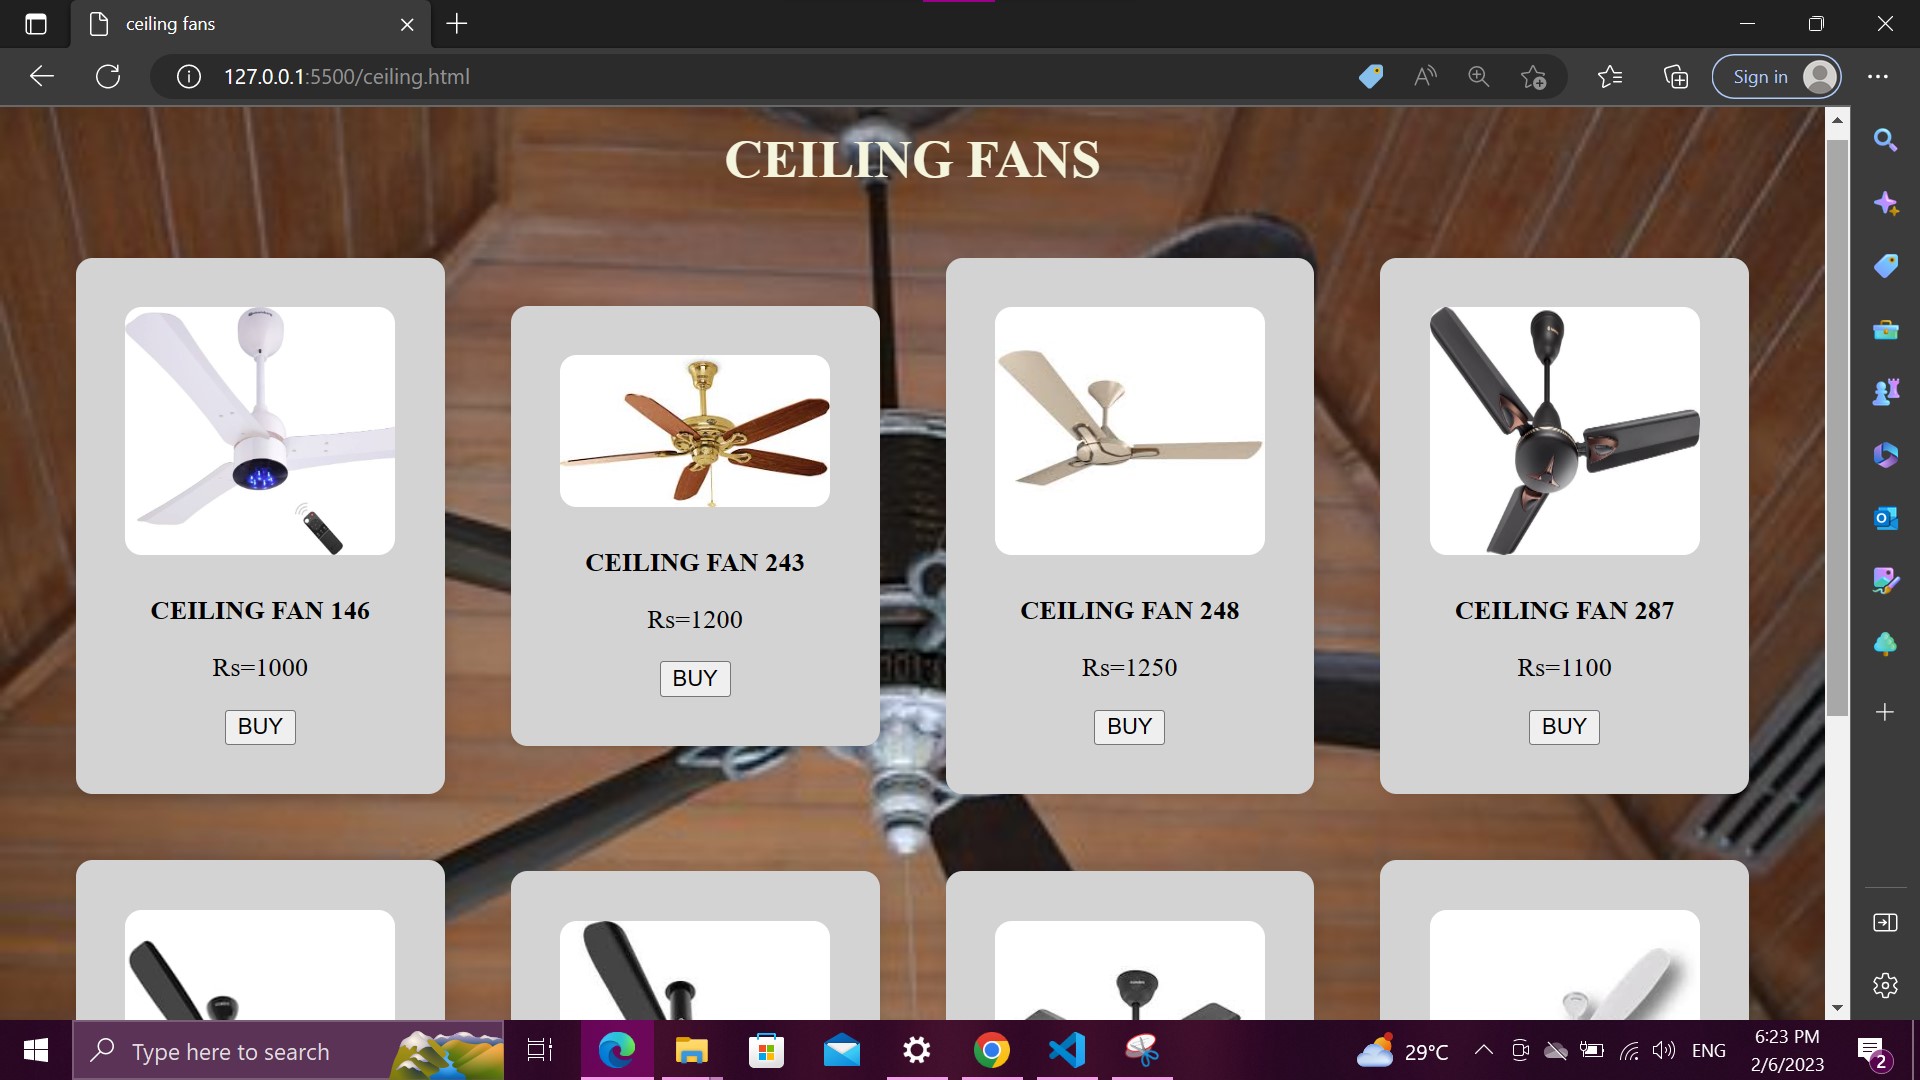 ceiling fans
127.0.0.1:5500/ceiling.html
Sign in
CEILING FANS
CEILING FAN 146
Rs=1000
BUY
CEILING FAN 243
Rs=1200
BUY
CEILING FAN 248
Rs=1250
BUY
CEILING FAN 287
Rs=1100
BUY
Type here to search
29°C
ENG
6:23 PM
2/6/2023
2